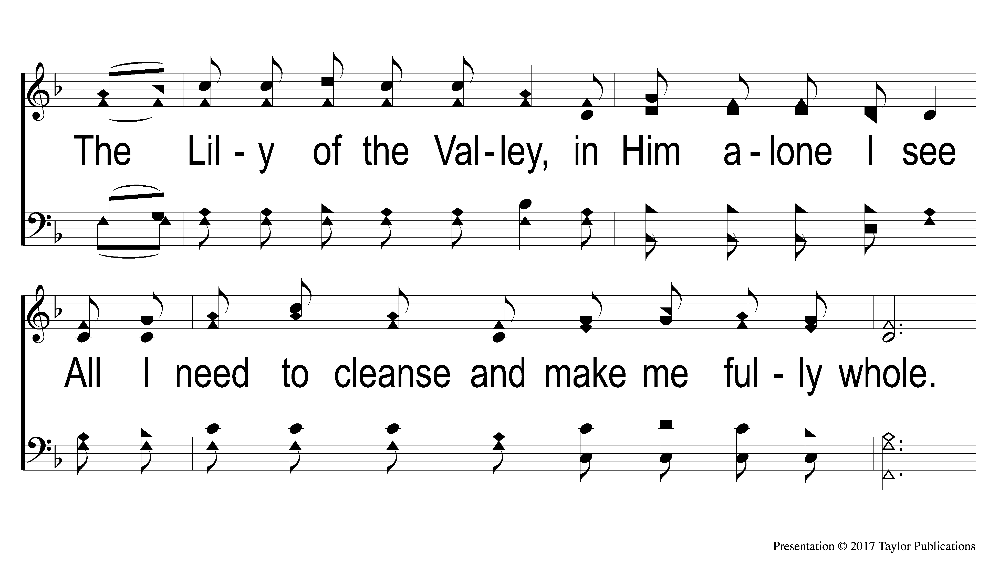 The Lil - y of the Val - ley, in Him a - lone I see
All I need to cleanse and make me ful - ly whole.
Presentation © 2017 Taylor Publications